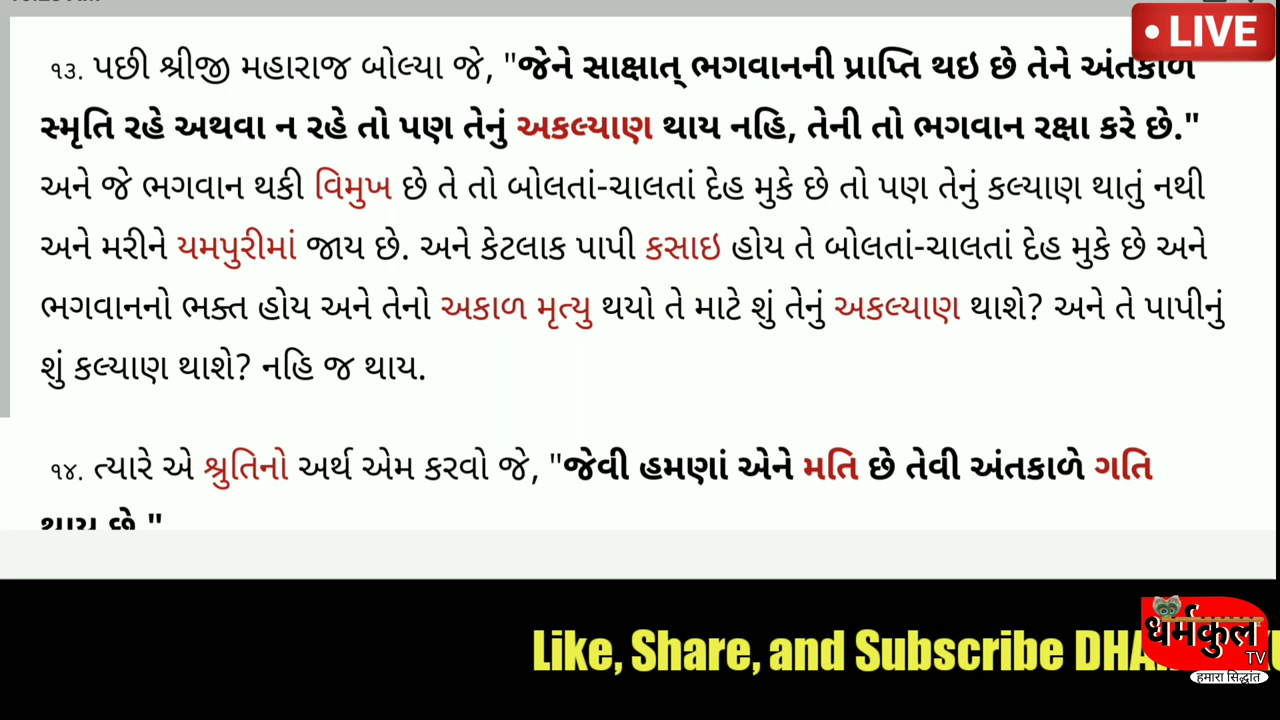 • LIVE
૧૩. પછી શ્રીજી મહારાજ બોલ્યા જે, "જેને સાક્ષાત્ ભગવાનની પ્રાપ્તિ થઇ છે તેને અંતકાળે
સ્મૃતિ રહે અથવા ન રહે તો પણ તેનું અકલ્યાણ થાય નહિ, તેની તો ભગવાન રક્ષા કરે છે."
અને જે ભગવાન થકી વિમુખ છે તે તો બોલતાં-ચાલતાં દેહ મુકે છે તો પણ તેનું કલ્યાણ થાતું નથી
અને મરીને યમપુરીમાં જાય છે. અને કેટલાક પાપી કસાઇ હોય તે બોલતાં-ચાલતાં દેહ મુકે છે અને
ભગવાનનો ભક્ત હોય અને તેનો અકાળ મૃત્યુ થયો તે માટે શું તેનું અકલ્યાણ થાશે? અને તે પાપીનું
શું કલ્યાણ થાશે? નહિ જ થાય.
૧૪. ત્યારે એ શ્રુતિનો અર્થ એમ કરવો જે, "જેવી હમણાં એને મતિ છે તેવી અંતકાળે ગતિ
થાય છે."
Like, Share, and Subscribe
धर्मकुल
TV
हमारा सिद्धांत